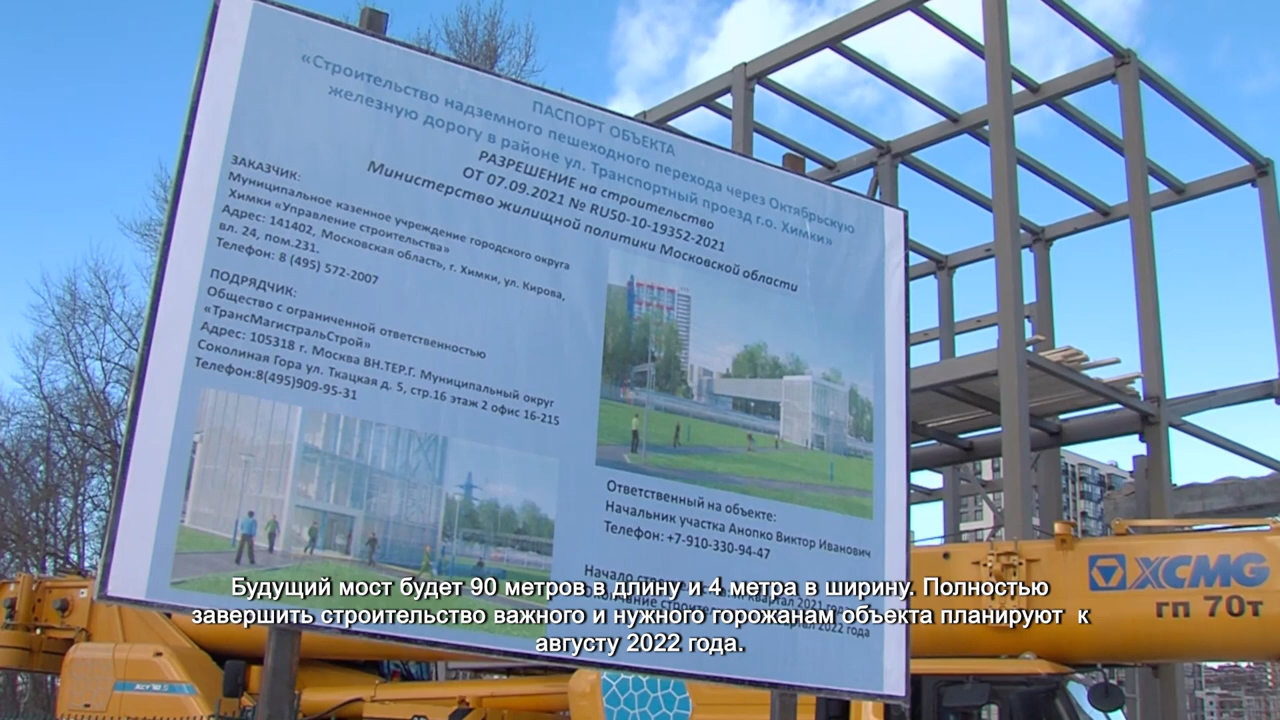 ПАСПОРТ ОБЪЕКТА
«Строительство надземного пешеходного перехода через Октябрьскую
железную дорогу в районе ул. Транспортный проезд г.о. Химки»
РАЗРЕШЕНИЕ на строительство
ОТ 07.09.2021 № RU50-10-19352-2021
Министерство жилищной политики Московской области
ЗАКАЗЧИК:
Муниципальное казенное учреждение городского округа
Химки «Управление строительства»
Адрес: 141402, Московская область, г. Химки, ул. Кирова,
вл. 24, пом.231.
Телефон: 8 (495) 572-2007
ПОДРЯДЧИК:
Общество с ограниченной ответственностью
«ТрансМагистральСтрой»
Адрес: 105318 г. Москва ВН.ТЕР.Г. Муниципальный округ
Соколиная Гора ул. Ткацкая д. 5, стр.16 этаж 2 офис 16-215
Телефон:8(495)909-95-31
Ответственный на объекте:
Начальник участка Анопко Виктор Иванович
Телефон: +7-910-330-94-47
Начало квартал 2021
2022 года
XCMG
гп 70т
Будущий мост будет 90 метров в длину и 4 метра в ширину. Полностью
завершить строительство важного и нужного горожанам объекта планируют к
августу 2022 года.